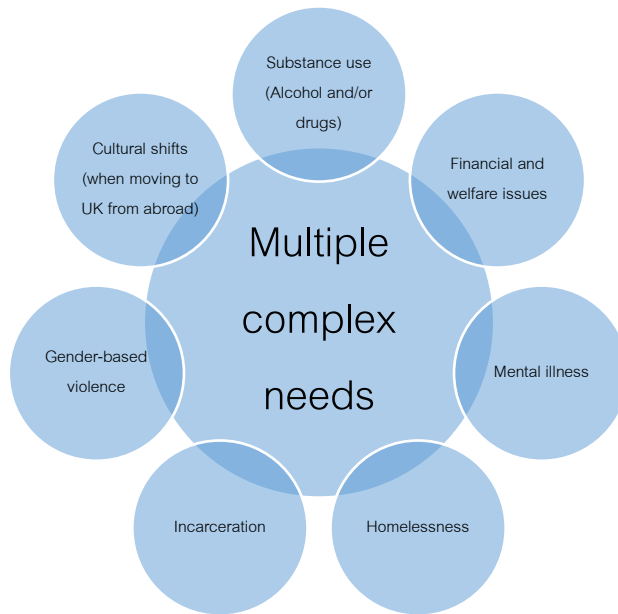 Substance use
(Alcohol and/or
drugs)
Cultural shifts
(when moving to
UK from abroad)
Financial and
welfare issues
Multiple
complex
needs
Gender-based
violence
Mental illness
Incarceration
Homelessness